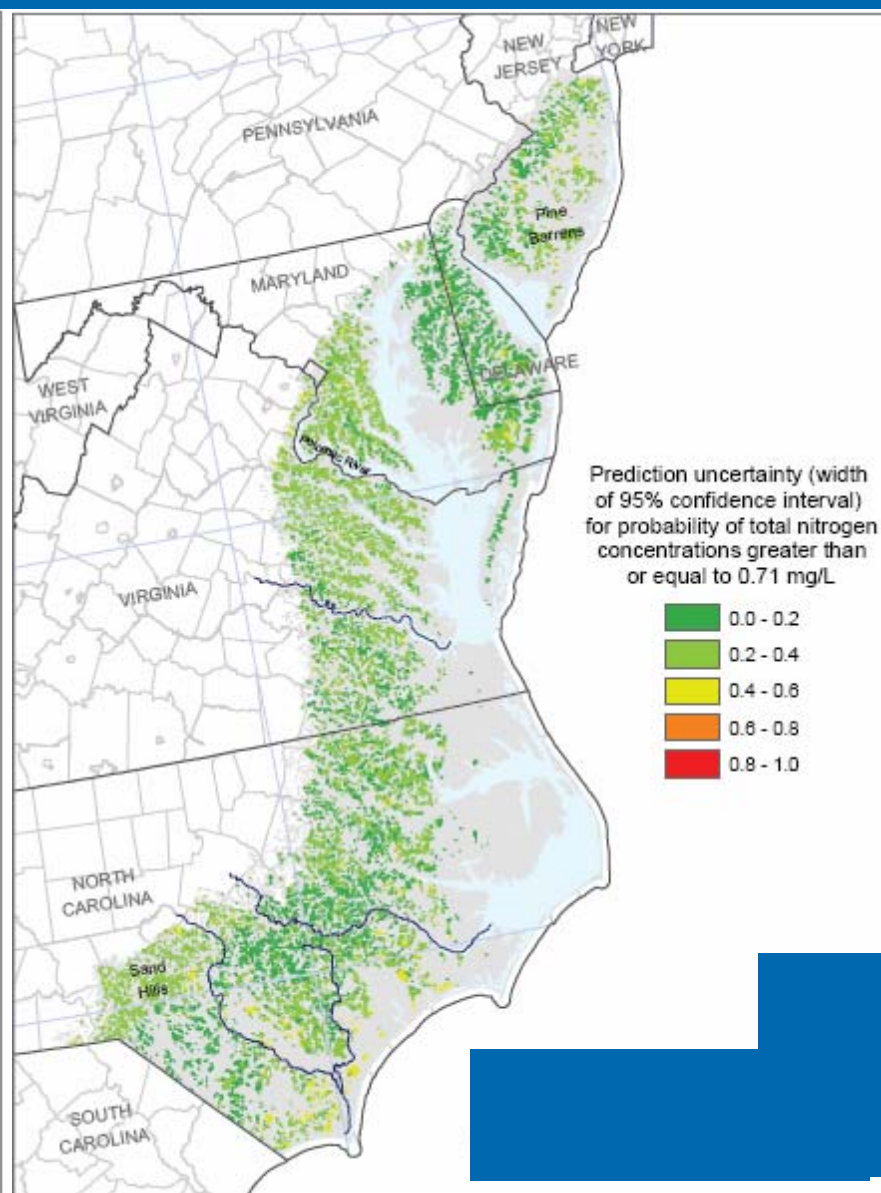 NEW
YORK
NEW
JERSEY
PENNSYLVANIA
Pine
Barrens
MARYLAND
DELAWARE
WEST
VIRGINIA
Potomac River
Prediction uncertainty (width
of 95% confidence interval)
for probability of total nitrogen
concentrations greater than
or equal to 0.71 mg/L
VIRGINIA
0.0 - 0.2
0.2 - 0.4
0.4 - 0.6
0.6 - 0.8
0.8 - 1.0
NORTH
CAROLINA
Sand
Hills
SOUTH
CAROLINA